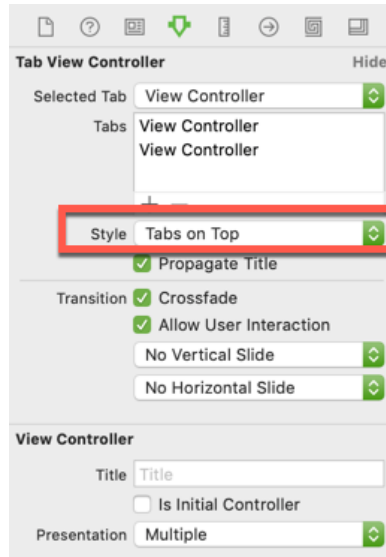 Tab View Controller Hide
Selected Tab View Controller
Tabs View Controller
View Controller
Style Tabs on Top
Propagate Title
Transition Crossfade
Allow User Interaction
No Vertical Slide
No Horizontal Slide
View Controller
Title Title
Is Initial Controller
Presentation Multiple